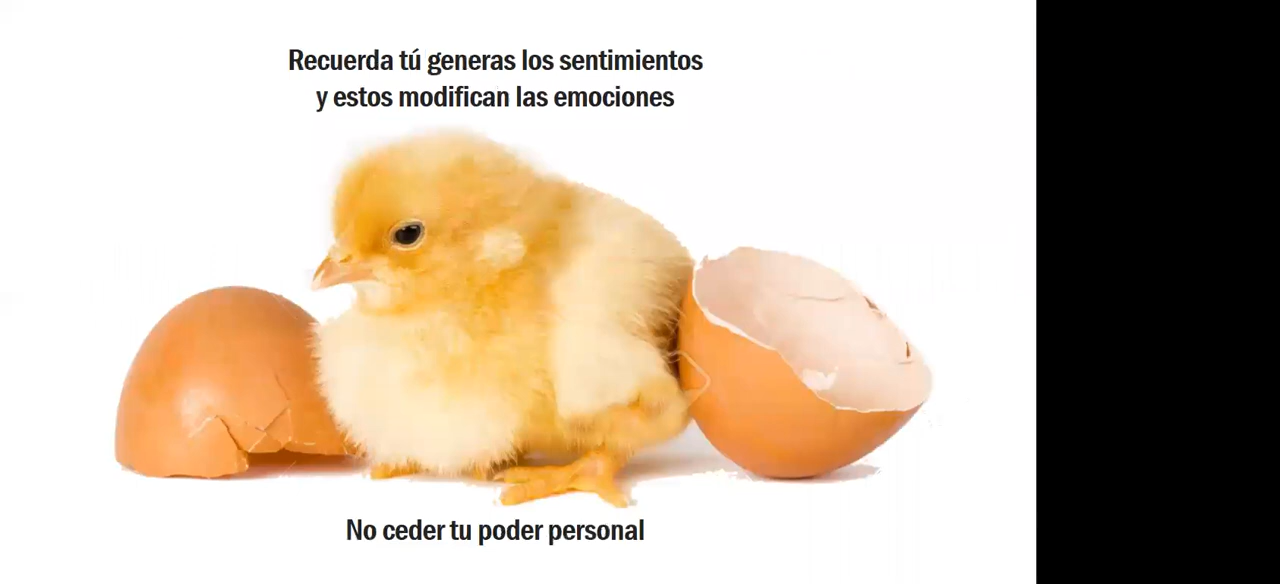 Recuerda tú generas los sentimientos
y estos modifican las emociones
No ceder tu poder personal